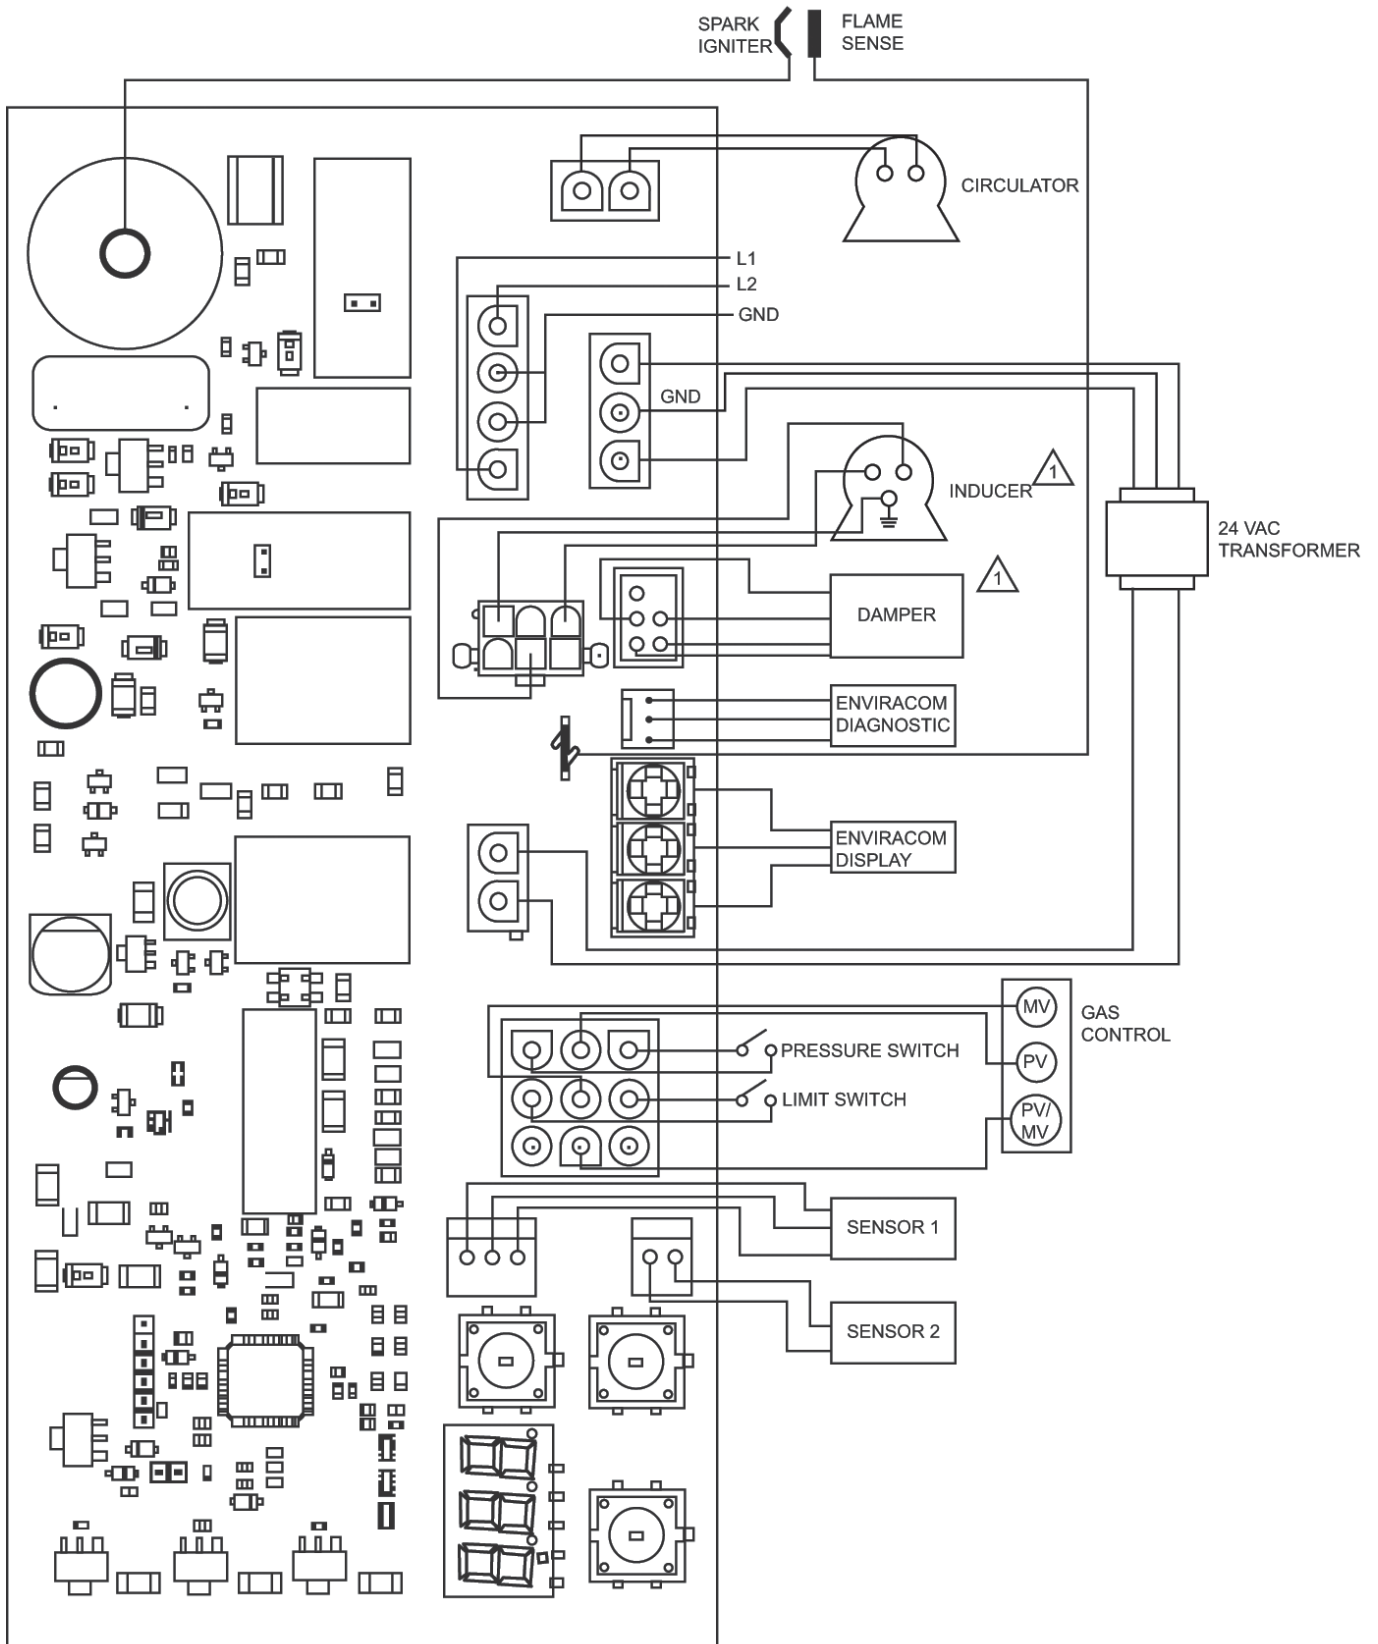 SPARK
IGNITER
FLAME
SENSE
CIRCULATOR
L1
L2
GND
GND
INDUCER
1
24 VAC
TRANSFORMER
1
DAMPER
ENVIRACOM
DIAGNOSTIC
ENVIRACOM
DISPLAY
MV
GAS
CONTROL
PRESSURE SWITCH
PV
LIMIT SWITCH
PV/
MV
SENSOR 1
SENSOR 2